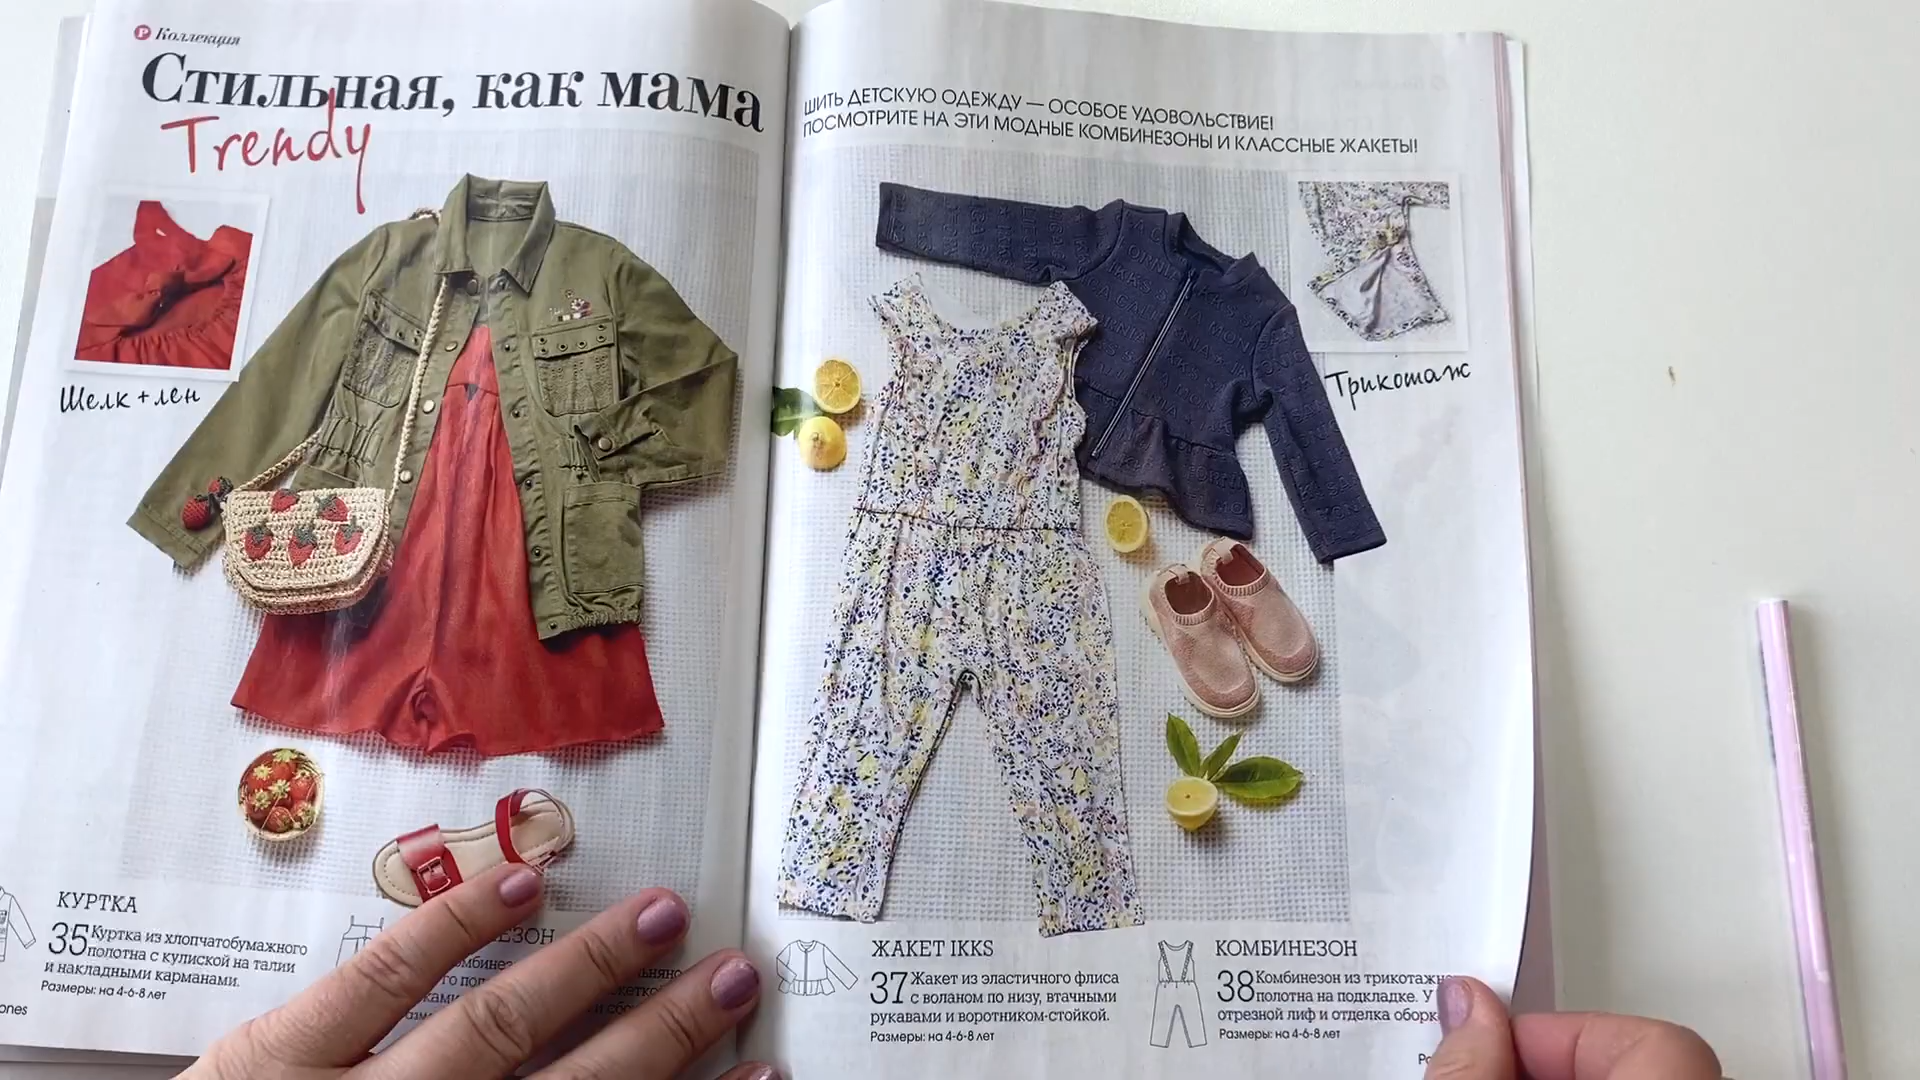 Р Коллекция
Стильная, как мама
Trendy
Шелк + лен
КУРТКА
35 Куртка из хлопчатобумажного
полотна с кулиской на талии
и накладными карманами.
Размеры: на 4-6-8 лет
ШИТЬ ДЕТСКУЮ ОДЕЖДУ — ОСОБОЕ УДОВОЛЬСТВИЕ!
ПОСМОТРИТЕ НА ЭТИ МОДНЫЕ КОМБИНЕЗОНЫ И КЛАССНЫЕ ЖАКЕТЫ!
Трикотаж
ЖАКЕТ IKKS
37 Жакет из эластичного флиса
с воланом по низу, втачными
рукавами и воротником-стойкой.
Размеры: на 4-6-8 лет
КОМБИНЕЗОН
38 Комбинезон из трикотажн
полотна на подкладке. У
отрезной лиф и отделка оборк
Размеры: на 4-6-8 лет